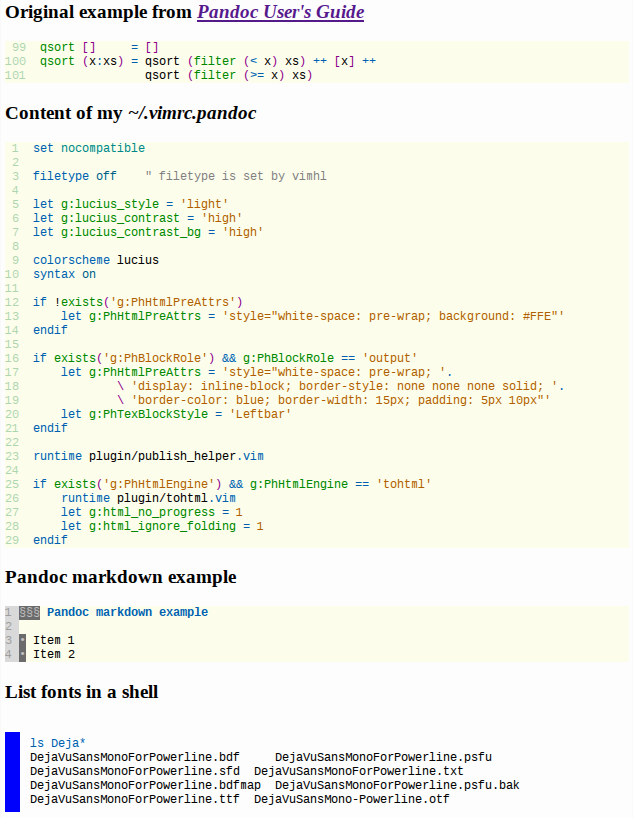 Original example from Pandoc User's Guide
99 qsort [] = []
100 qsort (x:xs) = qsort (filter (< x) xs) ++ [x] ++
101 qsort (filter (>= x) xs)
Content of my ~/.vimrc.pandoc
1 set nocompatible
2
3 filetype off " filetype is set by vimhl
4
5 let g:lucius_style = 'light'
6 let g:lucius_contrast = 'high'
7 let g:lucius_contrast_bg = 'high'
8
9 colorscheme lucius
10 syntax on
11
12 if !exists('g:PhHtmlPreAttrs')
13 let g:PhHtmlPreAttrs = 'style="white-space: pre-wrap; background: #FFE"'
14 endif
15
16 if exists('g:PhBlockRole') && g:PhBlockRole == 'output'
17 let g:PhHtmlPreAttrs = 'style="white-space: pre-wrap; '.
18 \ 'display: inline-block; border-style: none none none solid; '.
19 \ 'border-color: blue; border-width: 15px; padding: 5px 10px"'
20 let g:PhTexBlockStyle = 'Leftbar'
21 endif
22
23 runtime plugin/publish_helper.vim
24
25 if exists('g:PhHtmlEngine') && g:PhHtmlEngine == 'tohtml'
26 runtime plugin/tohtml.vim
27 let g:html_no_progress = 1
28 let g:html_ignore_folding = 1
29 endif
Pandoc markdown example
1 §§§ Pandoc markdown example
2
3 • Item 1
4 • Item 2
List fonts in a shell
ls Deja*
DejaVuSansMonoForPowerline.bdf DejaVuSansMonoForPowerline.psfu
DejaVuSansMonoForPowerline.sfd DejaVuSansMonoForPowerline.txt
DejaVuSansMonoForPowerline.bdfmap DejaVuSansMonoForPowerline.psfu.bak
DejaVuSansMonoForPowerline.ttf DejaVuSansMono-Powerline.otf